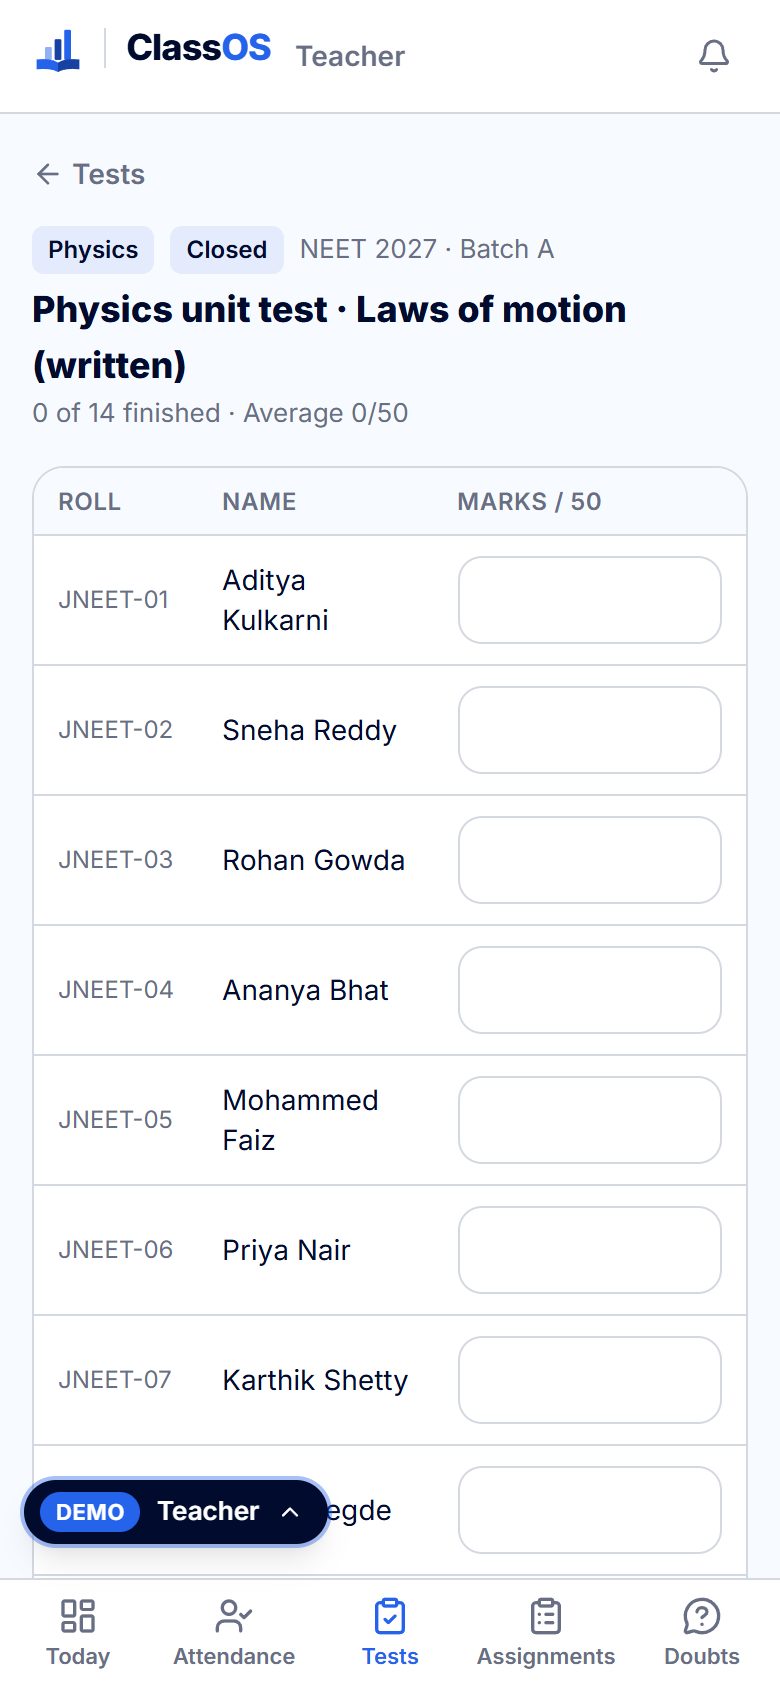 ClassOS Teacher
Tests
Physics Closed NEET 2027 · Batch A
Physics unit test · Laws of motion
(written)
0 of 14 finished · Average 0/50
ROLL NAME MARKS / 50
JNEET-01 Aditya
Kulkarni
JNEET-02 Sneha Reddy
JNEET-03 Rohan Gowda
JNEET-04 Ananya Bhat
JNEET-05 Mohammed
Faiz
JNEET-06 Priya Nair
JNEET-07 Karthik Shetty
DEMO Teacher
Today Attendance Tests Assignments Doubts